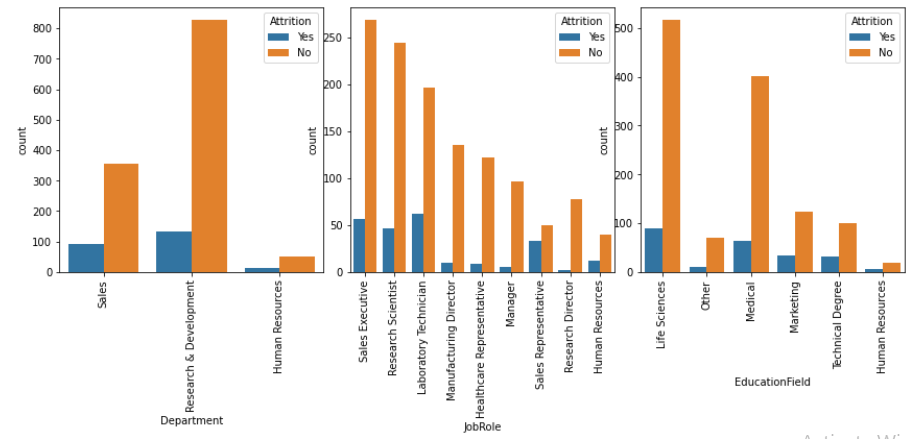 800
700
600
500
400
300
200
100
0
count
Attrition
Yes
No
Sales
Research & Development
Human Resources
Department
250
200
150
100
50
0
count
Attrition
Yes
No
Sales Executive
Research Scientist
Laboratory Technician
Manufacturing Director
Healthcare Representative
Manager
Sales Representative
Research Director
Human Resources
JobRole
500
400
300
200
100
0
count
Attrition
Yes
No
Life Sciences
Other
Medical
Marketing
Technical Degree
Human Resources
EducationField